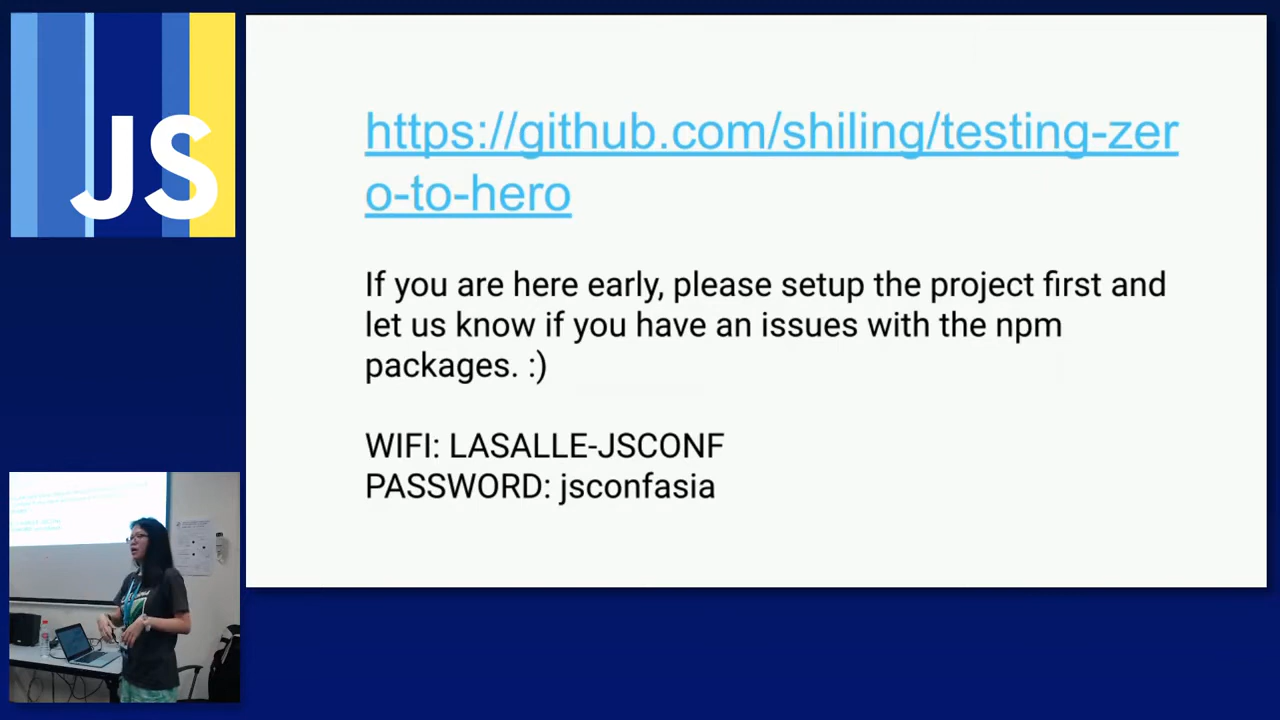 JS
https://github.com/shiling/testing-zer
o-to-hero
If you are here early, please setup the project first and
let us know if you have an issues with the npm
packages. :)
WIFI: LASALLE-JSCONF
PASSWORD: jsconfasia